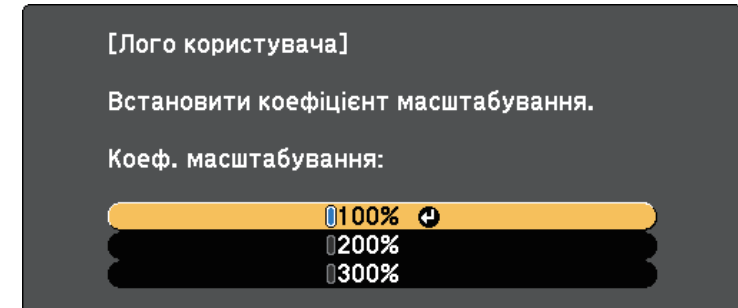 [Лого користувача]
Встановити коефіцієнт масштабування.
Коеф. масштабування:
100%
200%
300%